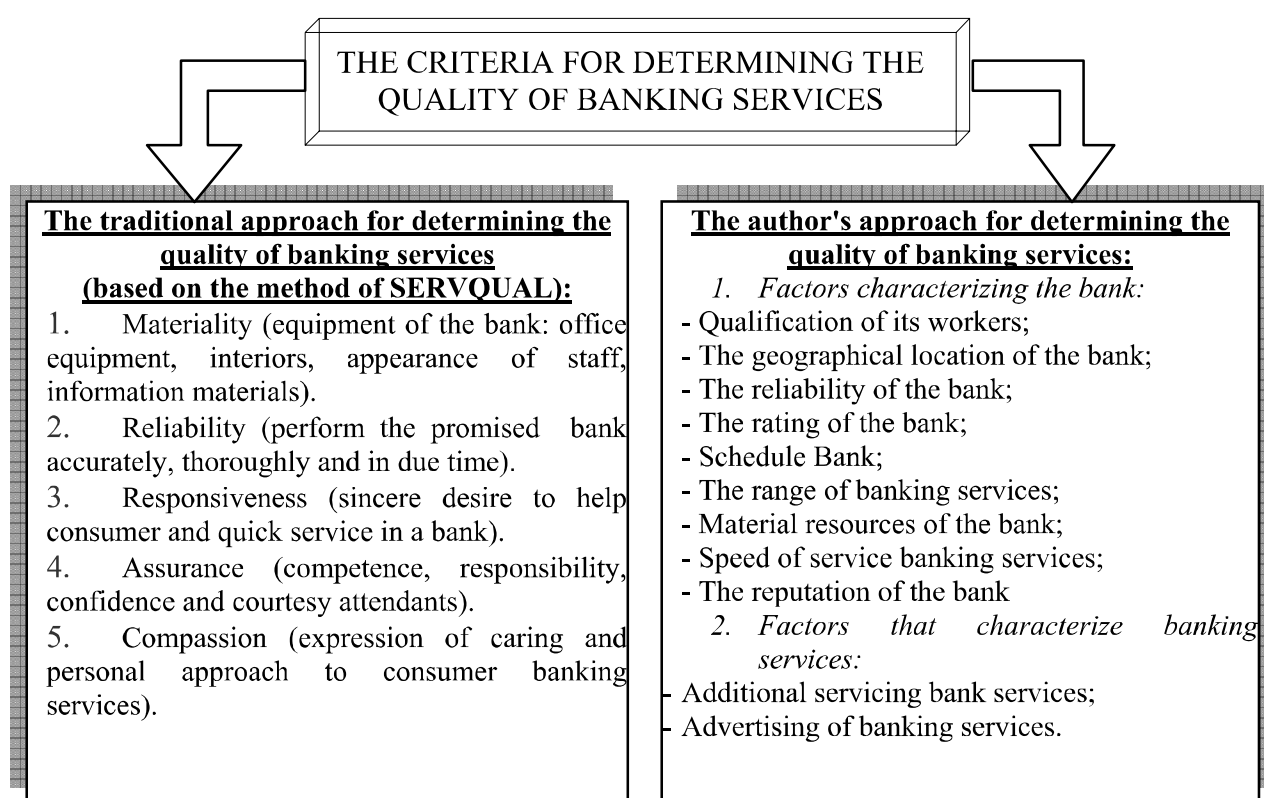 THE CRITERIA FOR DETERMINING THE
QUALITY OF BANKING SERVICES
The traditional approach for determining the
quality of banking services
(based on the method of SERVQUAL):
1. Materiality (equipment of the bank: office
equipment, interiors, appearance of staff,
information materials).
2. Reliability (perform the promised bank
accurately, thoroughly and in due time).
3. Responsiveness (sincere desire to help
consumer and quick service in a bank).
4. Assurance (competence, responsibility,
confidence and courtesy attendants).
5. Compassion (expression of caring and
personal approach to consumer banking
services).
The author's approach for determining the
quality of banking services:
1. Factors characterizing the bank:
- Qualification of its workers;
- The geographical location of the bank;
- The reliability of the bank;
- The rating of the bank;
- Schedule Bank;
- The range of banking services;
- Material resources of the bank;
- Speed of service banking services;
- The reputation of the bank
2. Factors that characterize banking
services:
- Additional servicing bank services;
- Advertising of banking services.